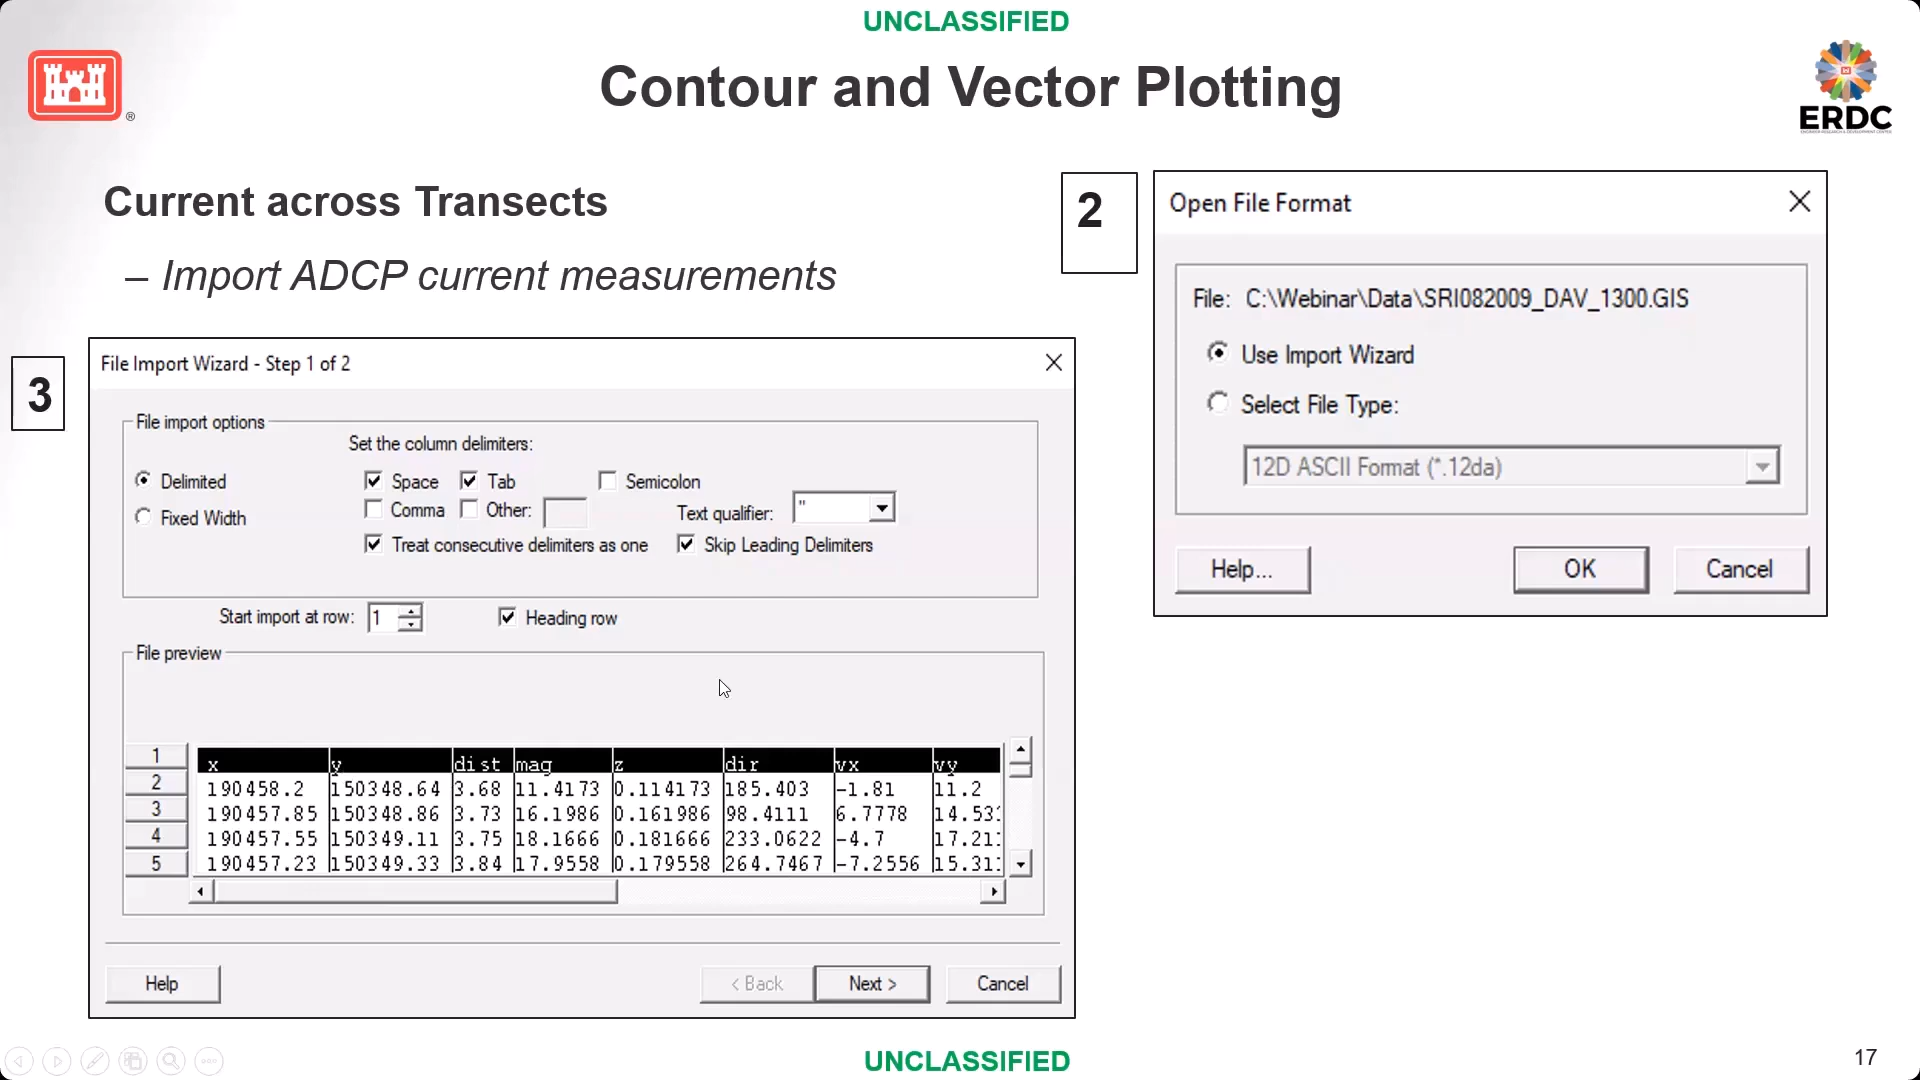 UNCLASSIFIED
Contour and Vector Plotting
®
ERDC
Current across Transects
– Import ADCP current measurements
2
Open File Format
File: C:\Webinar\Data\SRI082009_DAV_1300.GIS
Use Import Wizard
Select File Type:
12D ASCII Format (*.12da)
Help...
OK
Cancel
3
File Import Wizard - Step 1 of 2
File import options
Set the column delimiters:
Delimited
Space
Tab
Semicolon
Fixed Width
Comma
Other:
Text qualifier: "
Treat consecutive delimiters as one
Skip Leading Delimiters
Start import at row: 1
Heading row
File preview
1 x y dist mag z dir vx vy
2 190458.2 150348.64 3.68 11.4173 0.114173 185.403 -1.81 11.2
3 190457.85 150348.86 3.73 16.1986 0.161986 98.4111 6.7778 14.53
4 190457.55 150349.11 3.75 18.1666 0.181666 233.0622 -4.7 17.21
5 190457.23 150349.33 3.84 17.9558 0.179558 264.7467 -7.2556 15.31
Help
< Back
Next >
Cancel
UNCLASSIFIED
17